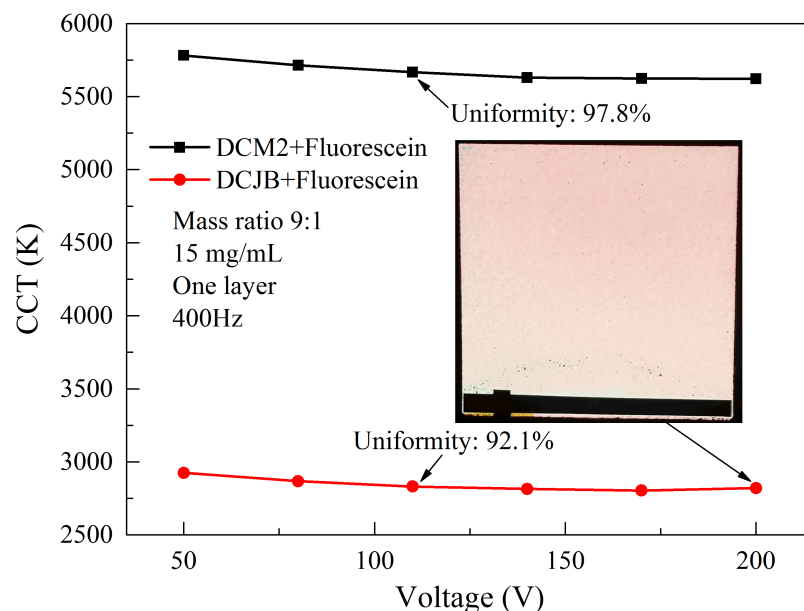 6000
5500
5000
4500
4000
3500
3000
2500
CCT (K)
Uniformity: 97.8%
DCM2+Fluorescein
DCJB+Fluorescein
Mass ratio 9:1
15 mg/mL
One layer
400Hz
Uniformity: 92.1%
50
100
150
200
Voltage (V)